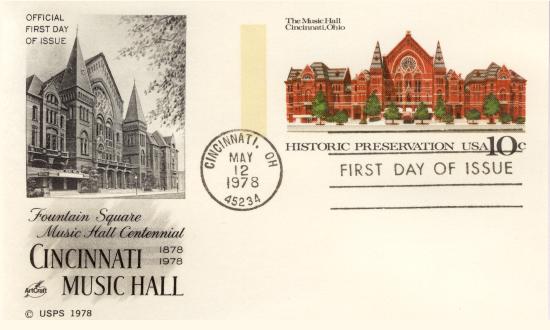 OFFICIAL
FIRST DAY
OF ISSUE
The Music Hall
Cincinnati, Ohio
HISTORIC PRESERVATION USA 10c
CINCINNATI, OH
MAY
12
1978
45234
FIRST DAY OF ISSUE
Fountain Square
Music Hall Centennial
1878
1978
CINCINNATI
MUSIC HALL
ArtCraft
© USPS 1978